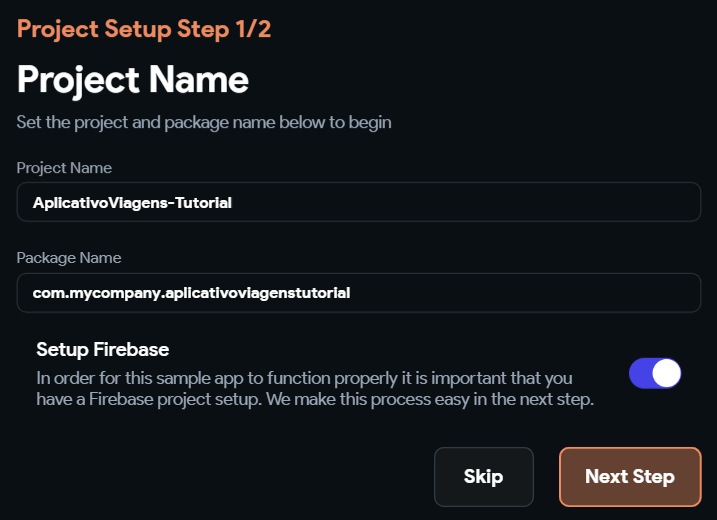 Project Setup Step 1/2
Project Name
Set the project and package name below to begin
Project Name
AplicativoViagens-Tutorial
Package Name
com.mycompany.aplicativoviagenstutorial
Setup Firebase
In order for this sample app to function properly it is important that you
have a Firebase project setup. We make this process easy in the next step.
Skip
Next Step